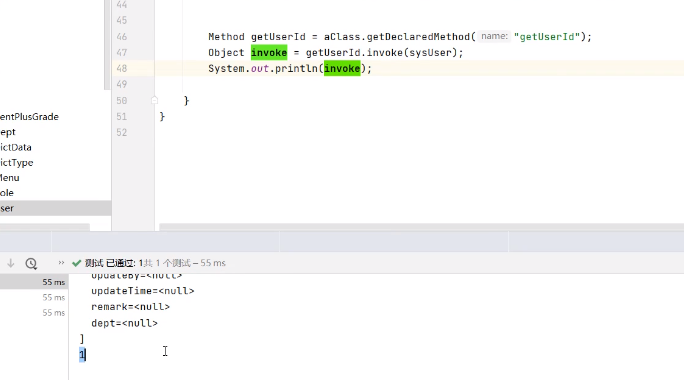 44
45
46 Method getUserId = aClass.getDeclaredMethod( name: "getUserId");
47 Object invoke = getUserId.invoke(sysUser);
48 System.out.println(invoke);
49
50 }
51 }
52
entPlusGrade
ept
ictData
ictType
Menu
ole
ser
» 测试 已通过: 1共 1 个测试 – 55 ms
55 ms
55 ms
55 ms
updateBy=<null>
updateTime=<null>
remark=<null>
dept=<null>
]
1